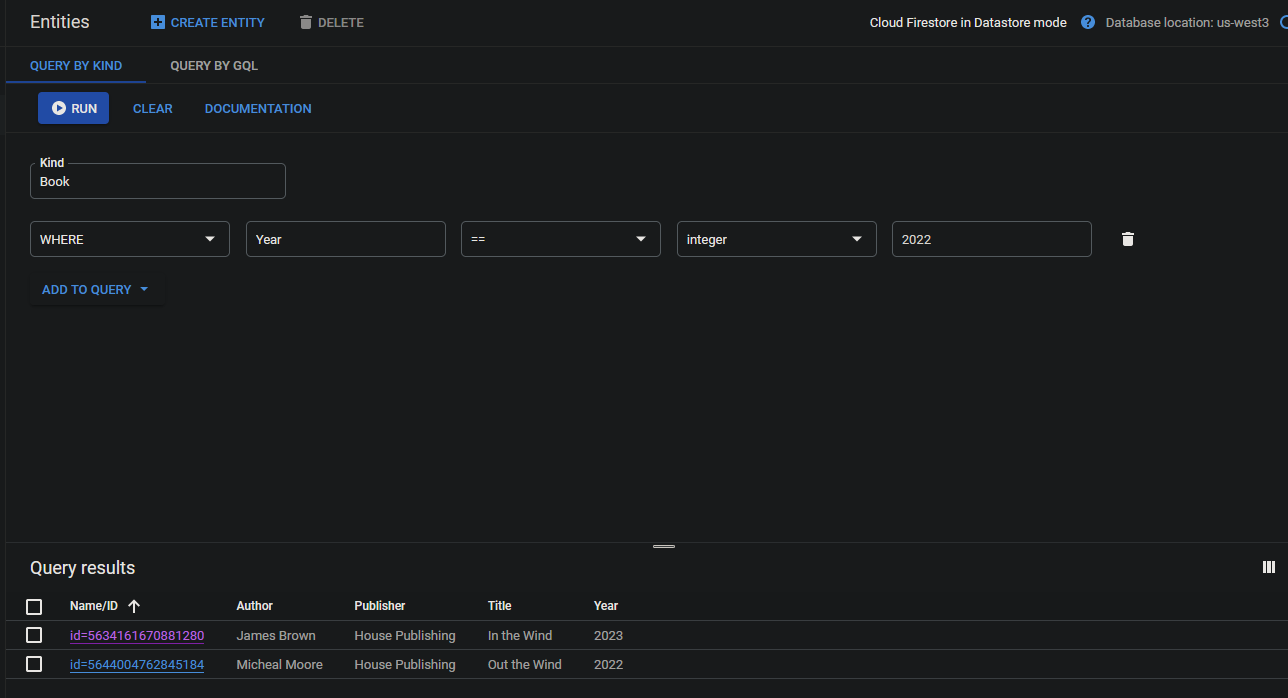 Entities CREATE ENTITY DELETE Cloud Firestore in Datastore mode ? Database location: us-west3
QUERY BY KIND QUERY BY GQL
RUN CLEAR DOCUMENTATION
Kind
Book
WHERE Year == integer 2022
ADD TO QUERY
Query results
Name/ID Author Publisher Title Year
id=5634161670881280 James Brown House Publishing In the Wind 2023
id=5644004762845184 Micheal Moore House Publishing Out the Wind 2022